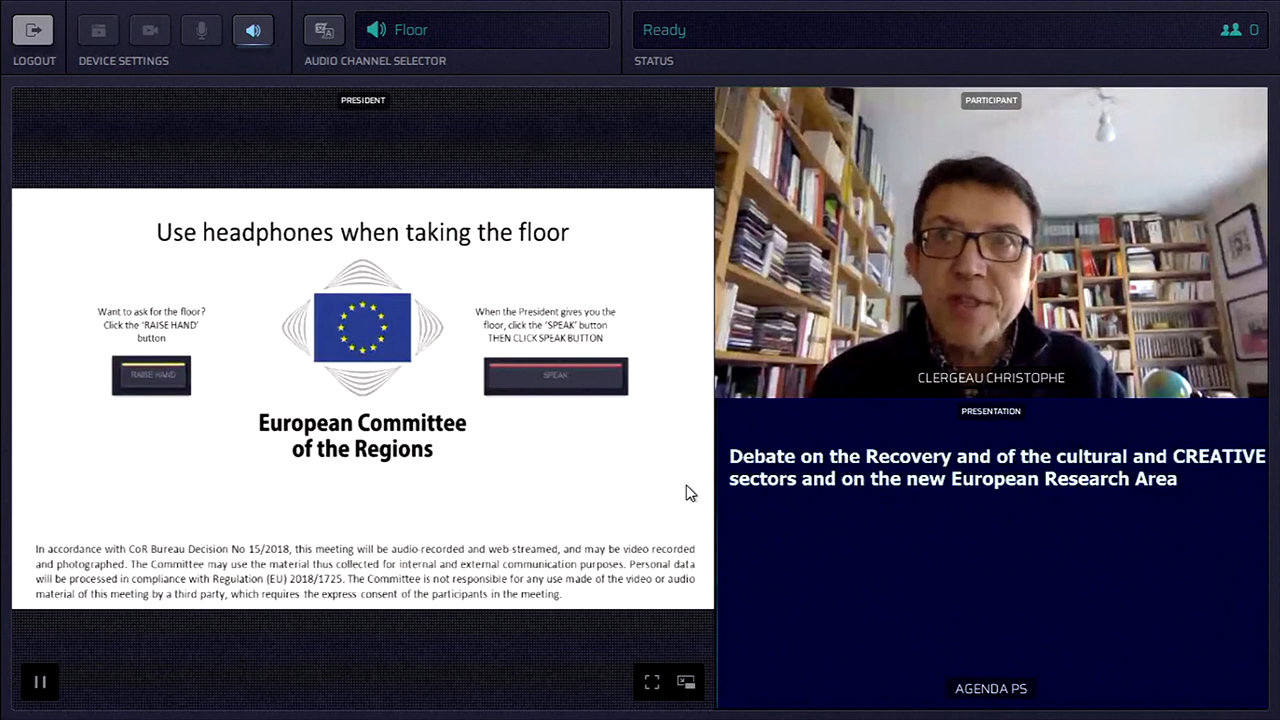 LOGOUT
DEVICE SETTINGS
Floor
AUDIO CHANNEL SELECTOR
Ready
0
STATUS
PRESIDENT
Use headphones when taking the floor
Want to ask for the floor?
Click the ‘RAISE HAND’
button
RAISE HAND
When the President gives you the
floor, click the ‘SPEAK’ button
THEN CLICK SPEAK BUTTON
SPEAK
European Committee
of the Regions
In accordance with CoR Bureau Decision No 15/2018, this meeting will be audio-recorded and web-streamed, and may be video recorded
and photographed. The Committee may use the material thus collected for internal and external communication purposes. Personal data
will be processed in compliance with Regulation (EU) 2018/1725. The Committee is not responsible for any use made of the video or audio
material of this meeting by a third party, which requires the express consent of the participants in the meeting.
PARTICIPANT
CLERGEAU CHRISTOPHE
PRESENTATION
Debate on the Recovery and of the cultural and CREATIVE
sectors and on the new European Research Area
AGENDA PS